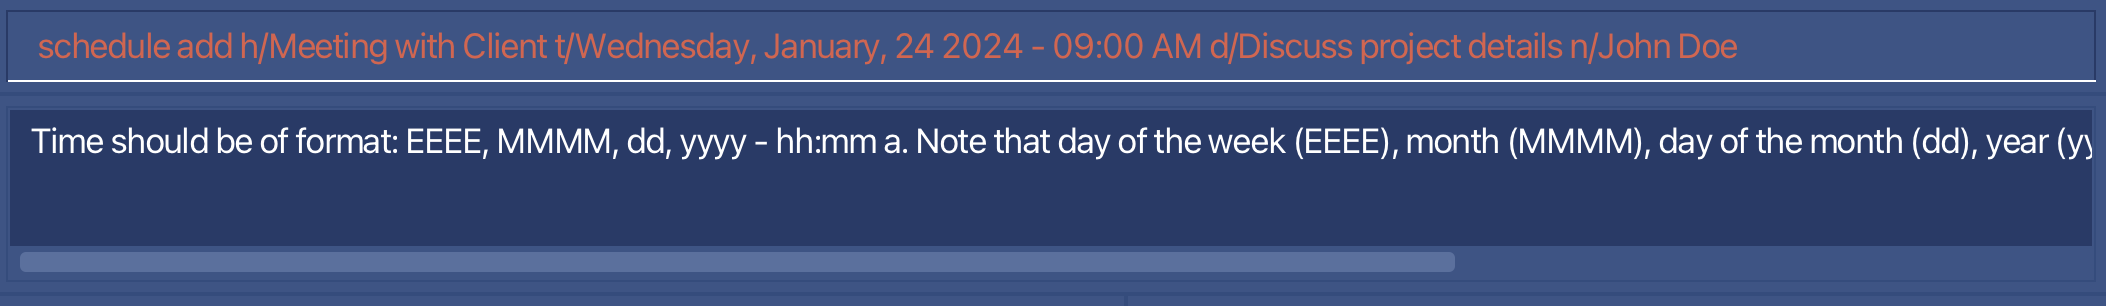 schedule add h/Meeting with Client t/Wednesday, January, 24 2024 - 09:00 AM d/Discuss project details n/John Doe
Time should be of format: EEEE, MMMM, dd, yyyy - hh:mm a. Note that day of the week (EEEE), month (MMMM), day of the month (dd), year (yy